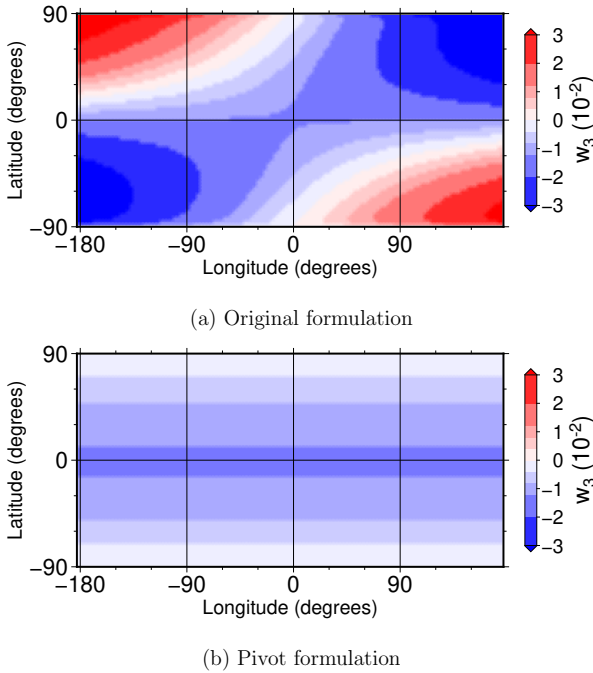 90
0
−90
Latitude (degrees)
−180 −90 0 90
Longitude (degrees)
3
2
1
0
−1
−2
−3
w3 (10-2)
(a) Original formulation
90
0
−90
Latitude (degrees)
−180 −90 0 90
Longitude (degrees)
3
2
1
0
−1
−2
−3
w3 (10-2)
(b) Pivot formulation